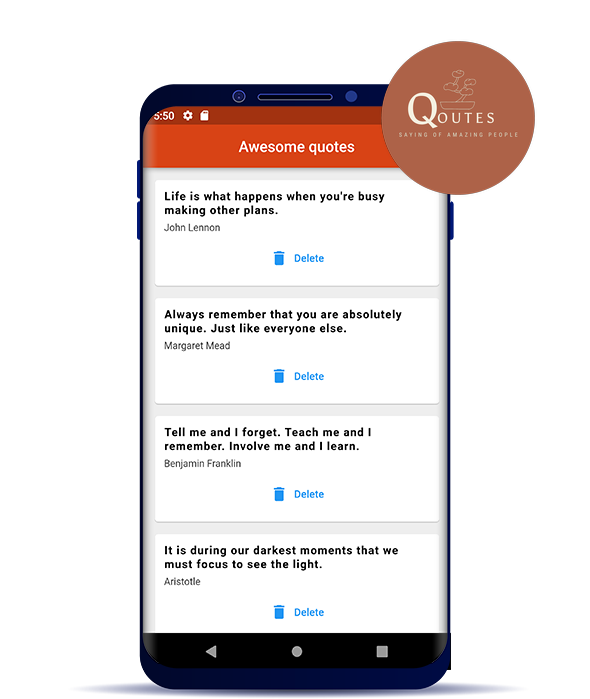 5:50
QOUTES
SAYING OF AMAZING PEOPLE
Awesome quotes
Life is what happens when you're busy
making other plans.
John Lennon
Delete
Always remember that you are absolutely
unique. Just like everyone else.
Margaret Mead
Delete
Tell me and I forget. Teach me and I
remember. Involve me and I learn.
Benjamin Franklin
Delete
It is during our darkest moments that we
must focus to see the light.
Aristotle
Delete